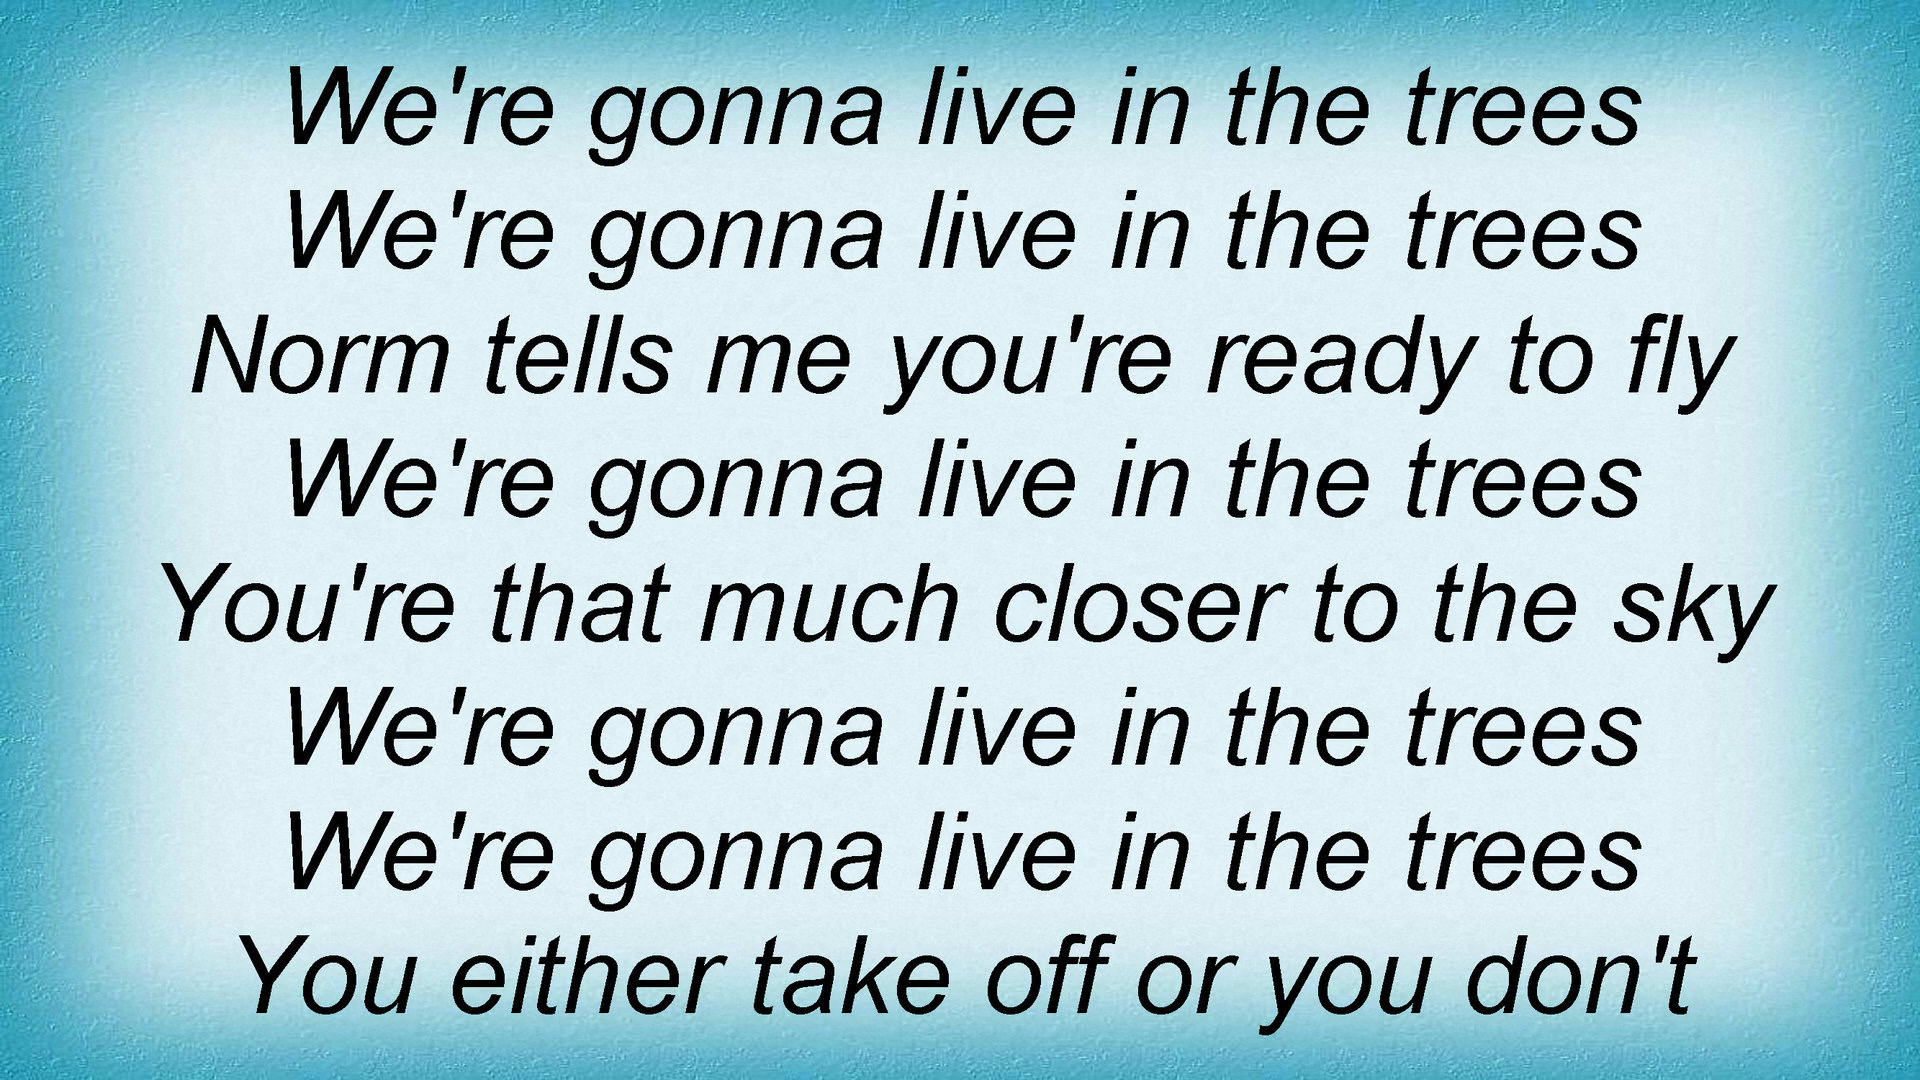 We're gonna live in the trees
We're gonna live in the trees
Norm tells me you're ready to fly
We're gonna live in the trees
You're that much closer to the sky
We're gonna live in the trees
We're gonna live in the trees
You either take off or you don't